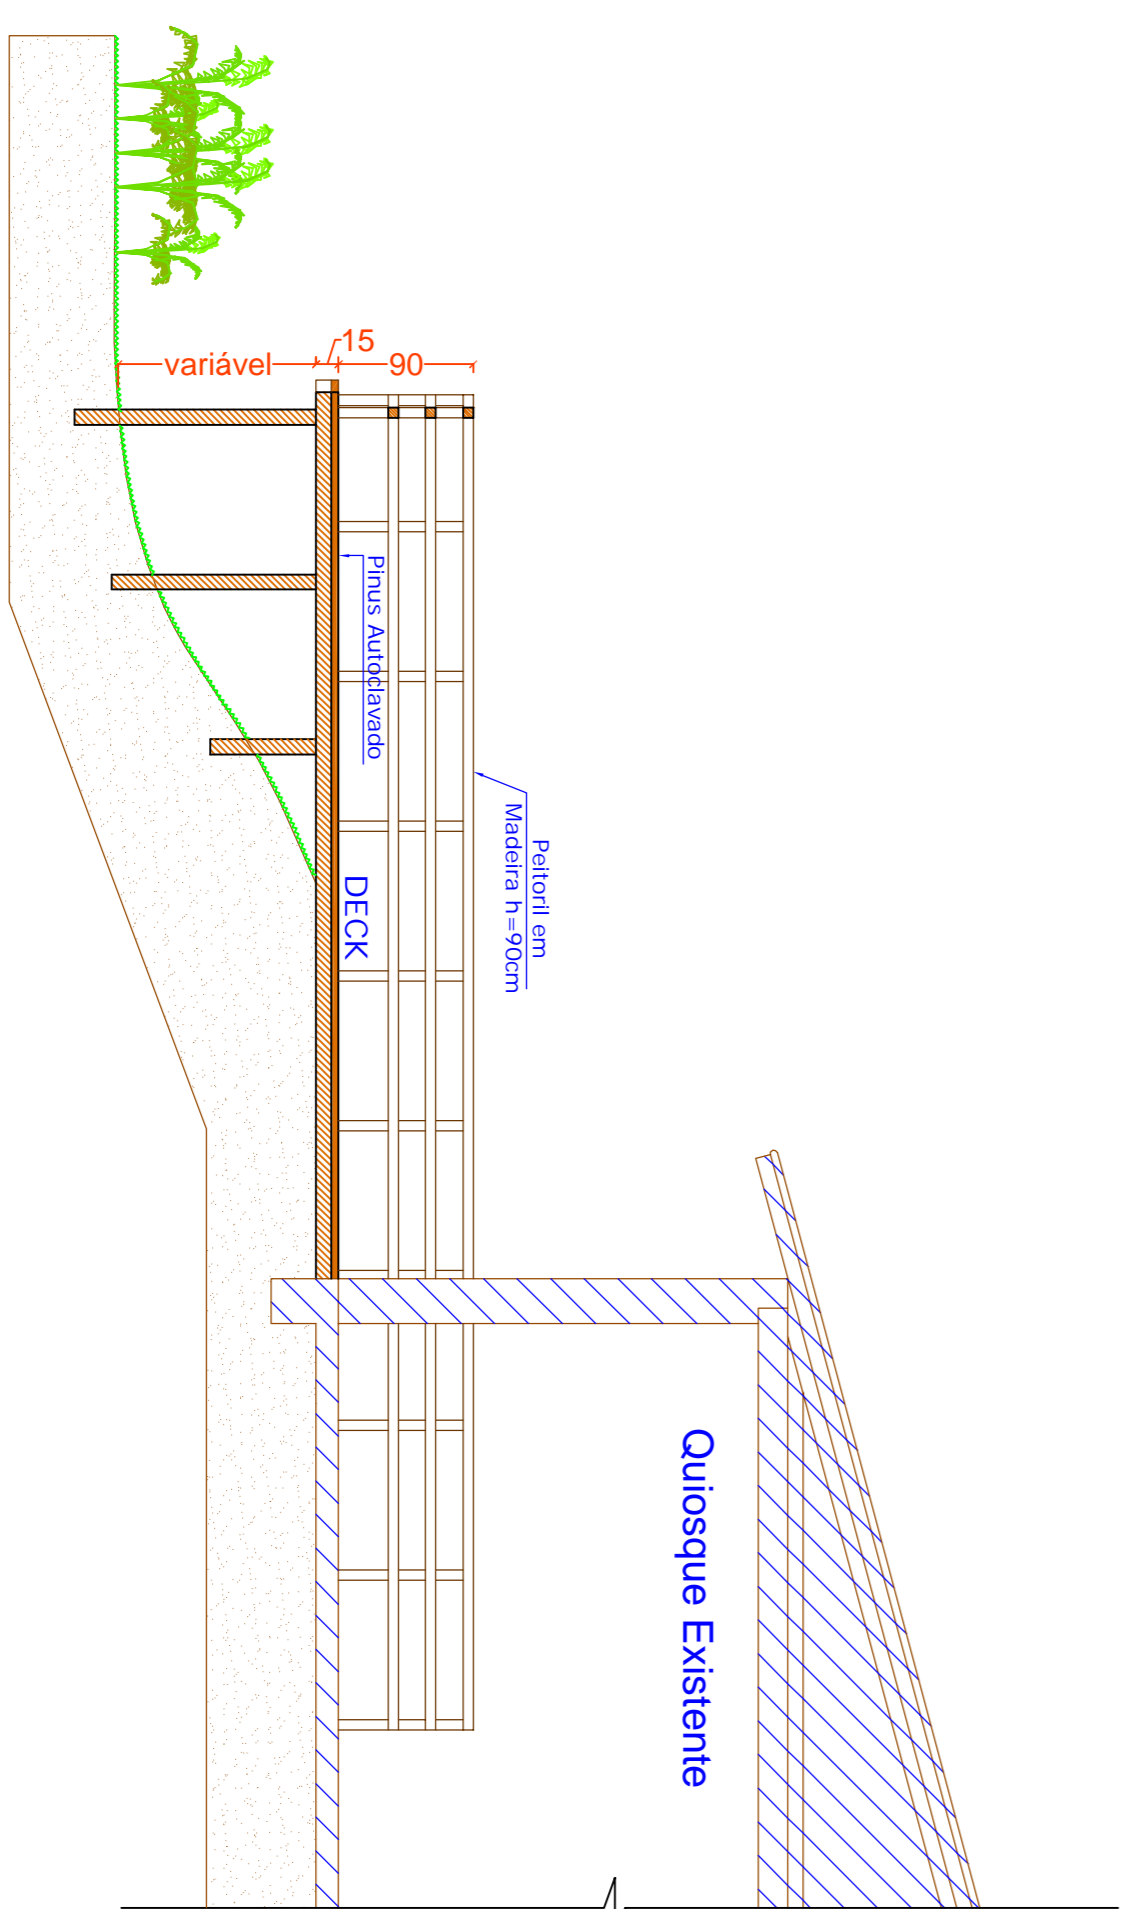 variável
15
90
Pinus Autoclavado
Peitoril em
Madeira h=90cm
DECK
Quiosque Existente